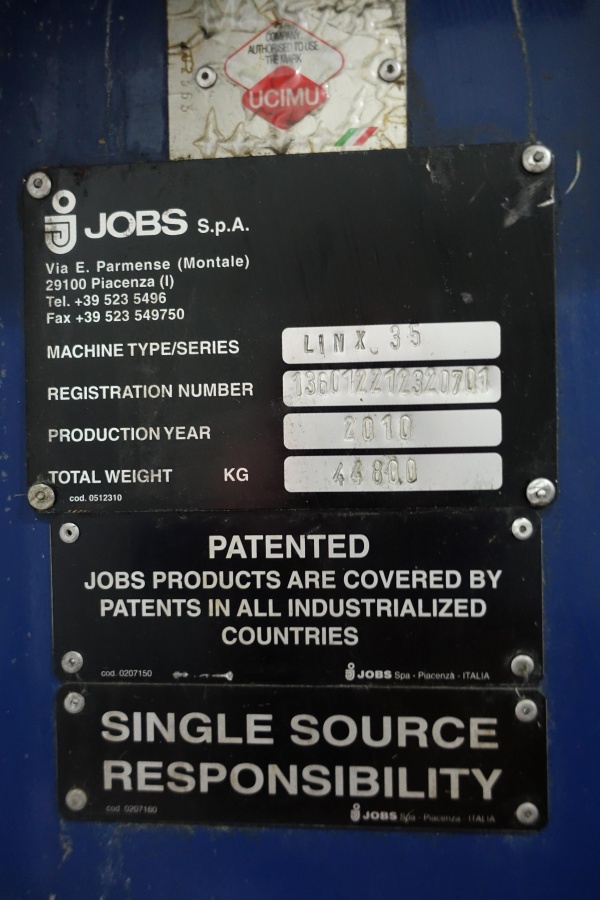 COMPANY
AUTHORISED TO USE
THE MARK
UCIMU
JOBS S.p.A.
Via E. Parmense (Montale)
29100 Piacenza (I)
Tel. +39 523 5496
Fax +39 523 549750
MACHINE TYPE/SERIES LINX 35
REGISTRATION NUMBER 136012212320701
PRODUCTION YEAR 2010
TOTAL WEIGHT KG 44800
cod. 0512310
PATENTED
JOBS PRODUCTS ARE COVERED BY
PATENTS IN ALL INDUSTRIALIZED
COUNTRIES
cod. 0207150 JOBS Spa - Piacenza - ITALIA
SINGLE SOURCE
RESPONSIBILITY
cod. 0207160 JOBS Spa - Piacenza - ITALIA